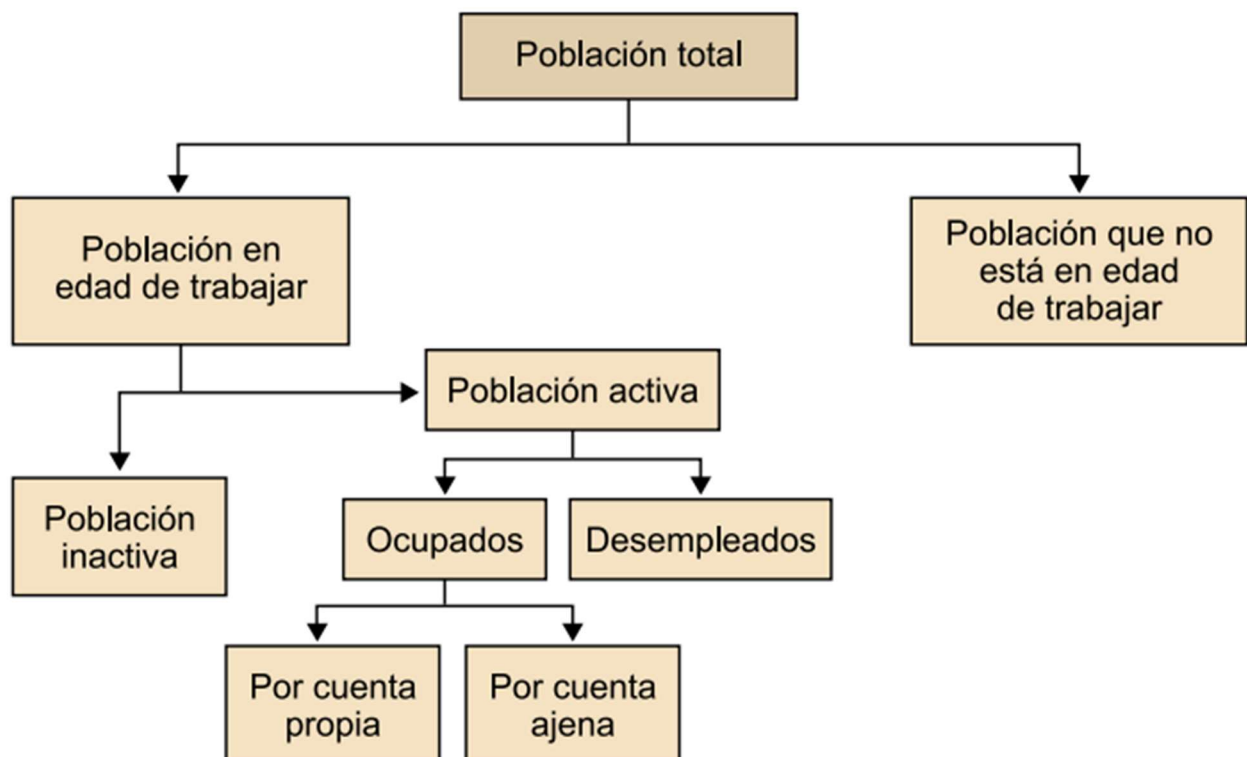 Población total
Población en
edad de trabajar
Población que no
está en edad
de trabajar
Población activa
Población
inactiva
Ocupados
Desempleados
Por cuenta
propia
Por cuenta
ajena